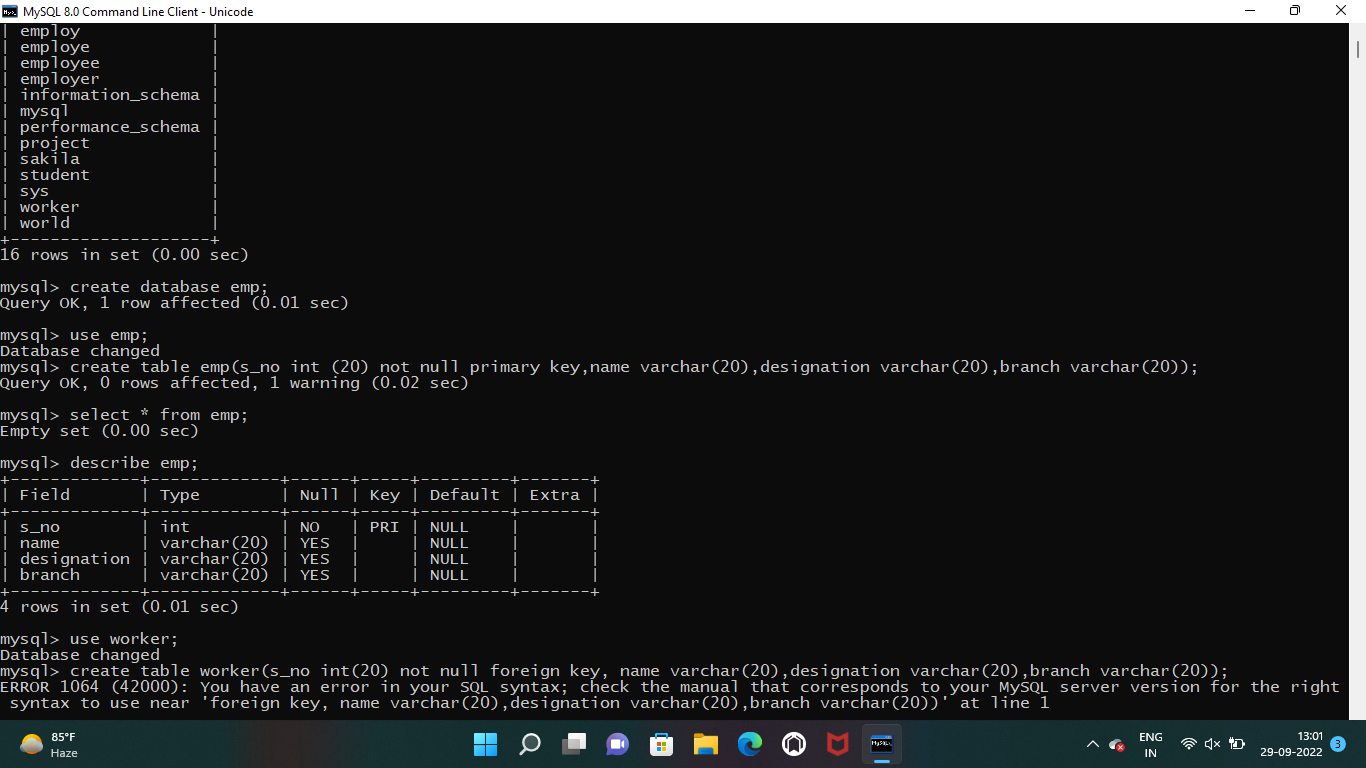 MySQL 8.0 Command Line Client - Unicode
| employ              |
| employe             |
| employee            |
| employer            |
| information_schema  |
| mysql               |
| performance_schema  |
| project             |
| sakila              |
| student             |
| sys                 |
| worker              |
| world               |
+--------------------+
16 rows in set (0.00 sec)
mysql> create database emp;
Query OK, 1 row affected (0.01 sec)
mysql> use emp;
Database changed
mysql> create table emp(s_no int (20) not null primary key,name varchar(20),designation varchar(20),branch varchar(20));
Query OK, 0 rows affected, 1 warning (0.02 sec)
mysql> select * from emp;
Empty set (0.00 sec)
mysql> describe emp;
+-------------+-------------+------+-----+---------+-------+
| Field       | Type        | Null | Key | Default | Extra |
+-------------+-------------+------+-----+---------+-------+
| s_no        | int         | NO   | PRI | NULL    |       |
| name        | varchar(20) | YES  |     | NULL    |       |
| designation | varchar(20) | YES  |     | NULL    |       |
| branch      | varchar(20) | YES  |     | NULL    |       |
+-------------+-------------+------+-----+---------+-------+
4 rows in set (0.01 sec)
mysql> use worker;
Database changed
mysql> create table worker(s_no int(20) not null foreign key, name varchar(20),designation varchar(20),branch varchar(20));
ERROR 1064 (42000): You have an error in your SQL syntax; check the manual that corresponds to your MySQL server version for the right
 syntax to use near 'foreign key, name varchar(20),designation varchar(20),branch varchar(20))' at line 1
85°F
Haze
MySQL
ENG
IN
13:01
29-09-2022
3